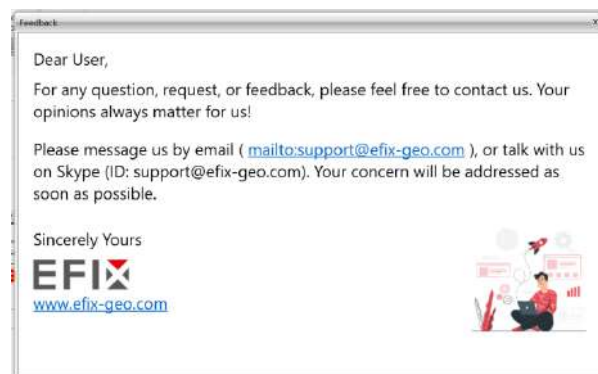 Feedback
X
Dear User,
For any question, request, or feedback, please feel free to contact us. Your
opinions always matter for us!
Please message us by email ( mailto:support@efix-geo.com ), or talk with us
on Skype (ID: support@efix-geo.com). Your concern will be addressed as
soon as possible.
Sincerely Yours
EFIX
www.efix-geo.com